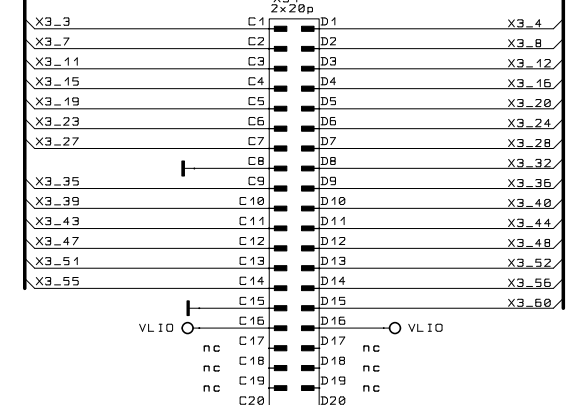 2×20p
X3_3 C1 D1 X3_4
X3_7 C2 D2 X3_8
X3_11 C3 D3 X3_12
X3_15 C4 D4 X3_16
X3_19 C5 D5 X3_20
X3_23 C6 D6 X3_24
X3_27 C7 D7 X3_28
C8 D8 X3_32
X3_35 C9 D9 X3_36
X3_39 C10 D10 X3_40
X3_43 C11 D11 X3_44
X3_47 C12 D12 X3_48
X3_51 C13 D13 X3_52
X3_55 C14 D14 X3_56
C15 D15 X3_60
VLIO C16 D16 VLIO
nc C17 D17 nc
nc C18 D18 nc
nc C19 D19 nc
C20 D20